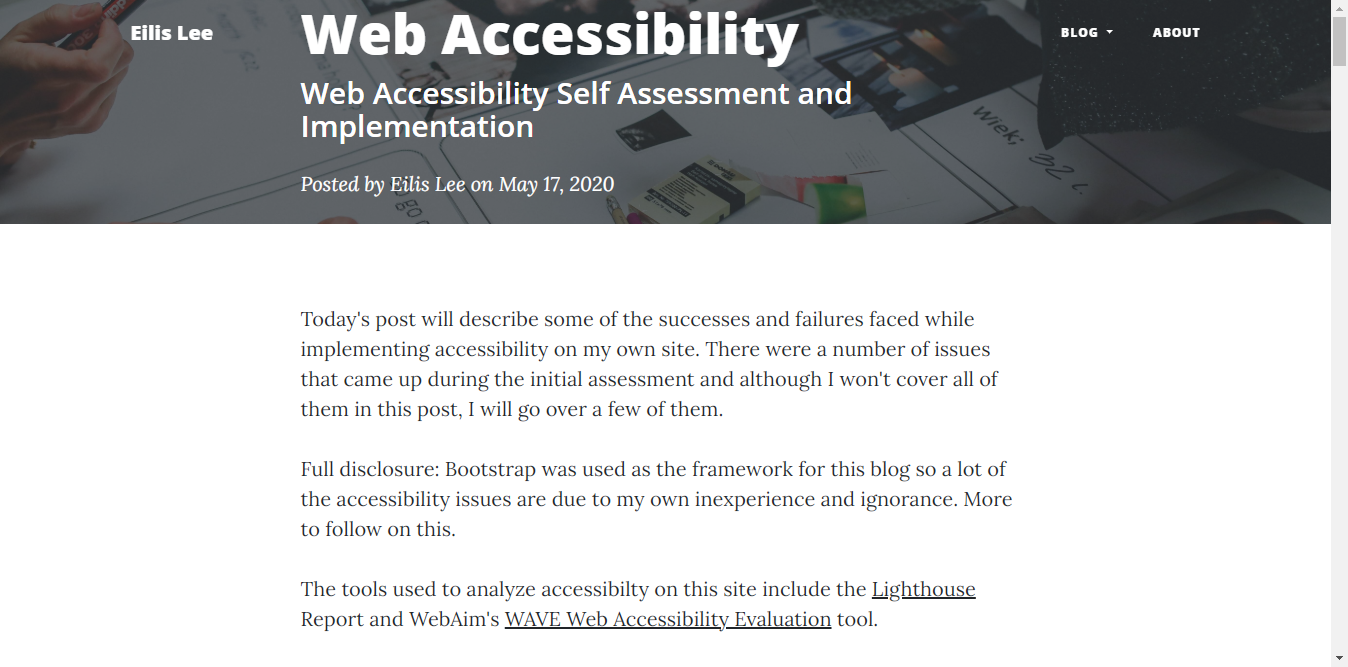 Eilis Lee
BLOG
ABOUT
Web Accessibility
Web Accessibility Self Assessment and
Implementation
Posted by Eilis Lee on May 17, 2020
Wiek; 32 l.
Today's post will describe some of the successes and failures faced while
implementing accessibility on my own site. There were a number of issues
that came up during the initial assessment and although I won't cover all of
them in this post, I will go over a few of them.
Full disclosure: Bootstrap was used as the framework for this blog so a lot of
the accessibility issues are due to my own inexperience and ignorance. More
to follow on this.
The tools used to analyze accessibilty on this site include the Lighthouse
Report and WebAim's WAVE Web Accessibility Evaluation tool.